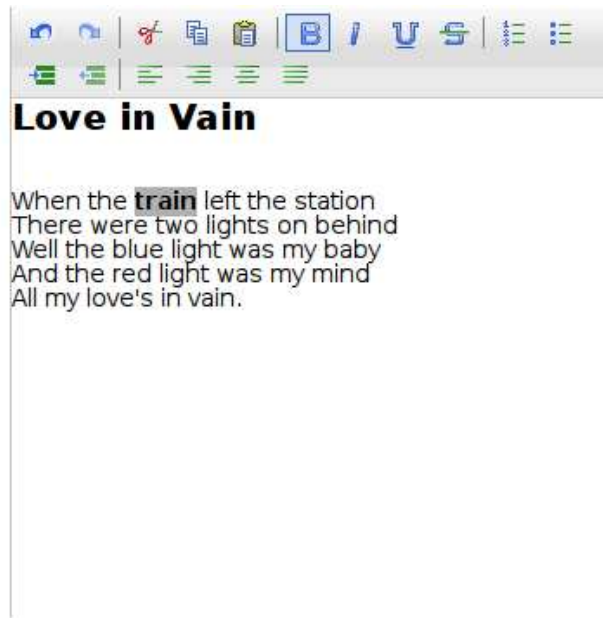 Love in Vain
When the train left the station
There were two lights on behind
Well the blue light was my baby
And the red light was my mind
All my love's in vain.